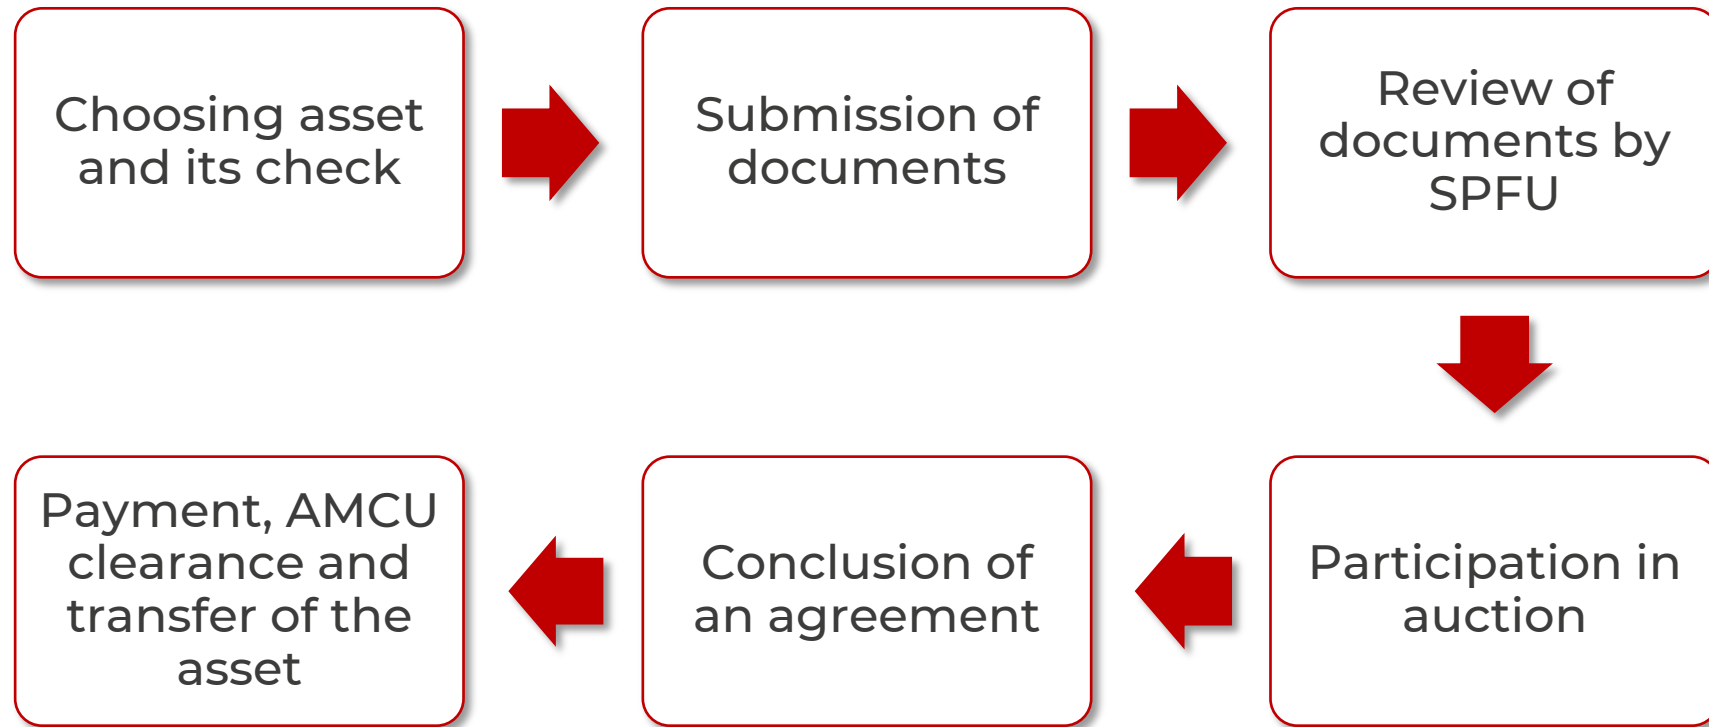 Choosing asset
and its check
Submission of
documents
Review of
documents by
SPFU
Participation in
auction
Conclusion of
an agreement
Payment, AMCU
clearance and
transfer of the
asset